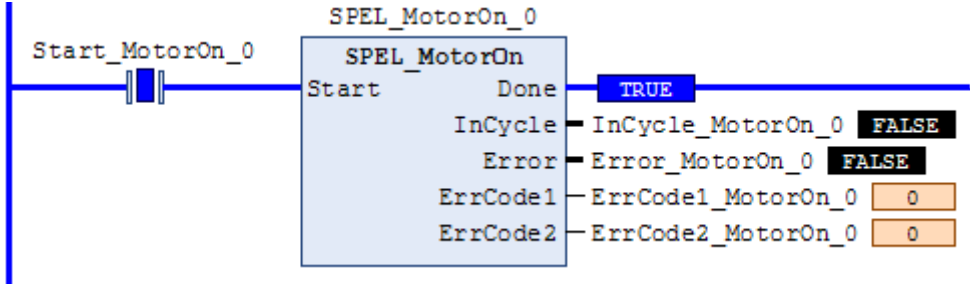 SPEL_MotorOn_0
Start_MotorOn_0
SPEL_MotorOn
Start Done TRUE
InCycle InCycle_MotorOn_0 FALSE
Error Error_MotorOn_0 FALSE
ErrCode1 ErrCode1_MotorOn_0 0
ErrCode2 ErrCode2_MotorOn_0 0